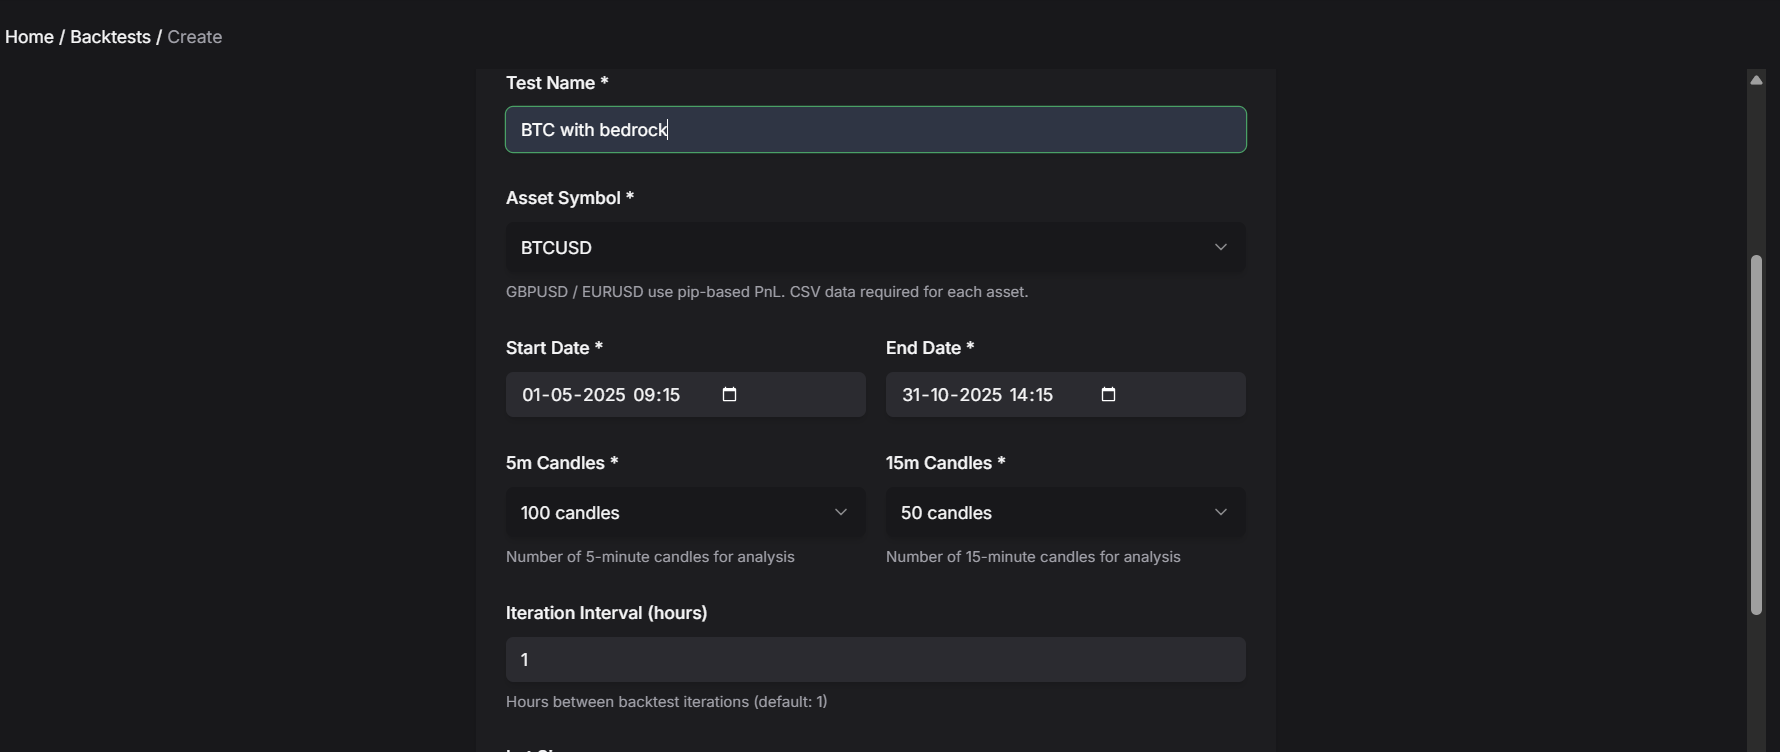 Home / Backtests / Create
Test Name *
BTC with bedrock
Asset Symbol *
BTCUSD
GBPUSD / EURUSD use pip-based PnL. CSV data required for each asset.
Start Date * End Date *
01-05-2025 09:15 31-10-2025 14:15
5m Candles * 15m Candles *
100 candles 50 candles
Number of 5-minute candles for analysis Number of 15-minute candles for analysis
Iteration Interval (hours)
1
Hours between backtest iterations (default: 1)